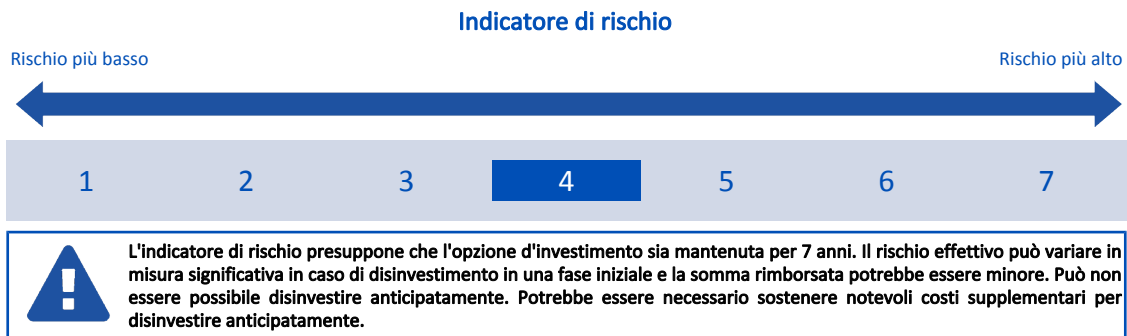 Indicatore di rischio
Rischio più basso Rischio più alto
1 2 3 4 5 6 7
L'indicatore di rischio presuppone che l'opzione d'investimento sia mantenuta per 7 anni. Il rischio effettivo può variare in
misura significativa in caso di disinvestimento in una fase iniziale e la somma rimborsata potrebbe essere minore. Può non
essere possibile disinvestire anticipatamente. Potrebbe essere necessario sostenere notevoli costi supplementari per
disinvestire anticipatamente.